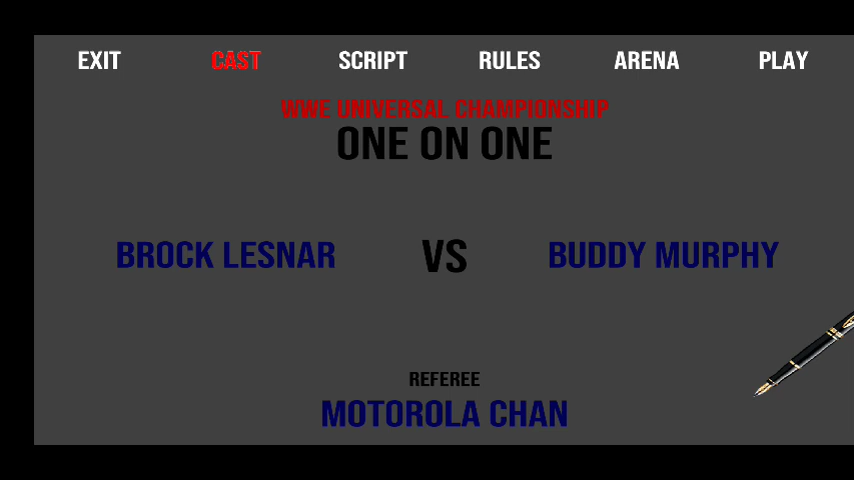 EXIT CAST SCRIPT RULES ARENA PLAY
WWE UNIVERSAL CHAMPIONSHIP
ONE ON ONE
BROCK LESNAR VS BUDDY MURPHY
REFEREE
MOTOROLA CHAN